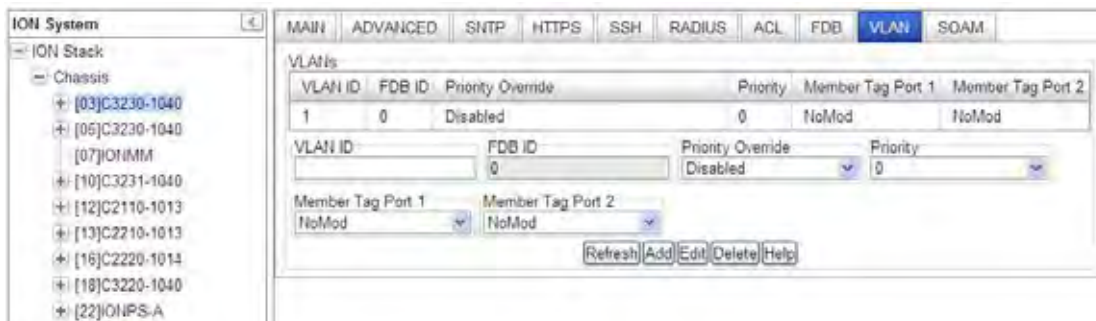 ION System
ION Stack
Chassis
[03]C3230-1040
[05]C3230-1040
[07]IONMM
[10]C3231-1040
[12]C2110-1013
[13]C2210-1013
[16]C2220-1014
[18]C3220-1040
[22]IONPS-A
MAIN ADVANCED SNTP HTTPS SSH RADIUS ACL FDB VLAN SOAM
VLANs
VLAN ID FDB ID Priority Override Priority Member Tag Port 1 Member Tag Port 2
1 0 Disabled 0 NoMod NoMod
VLAN ID FDB ID Priority Override Priority
0 Disabled 0
Member Tag Port 1 Member Tag Port 2
NoMod NoMod
Refresh Add Edit Delete Help